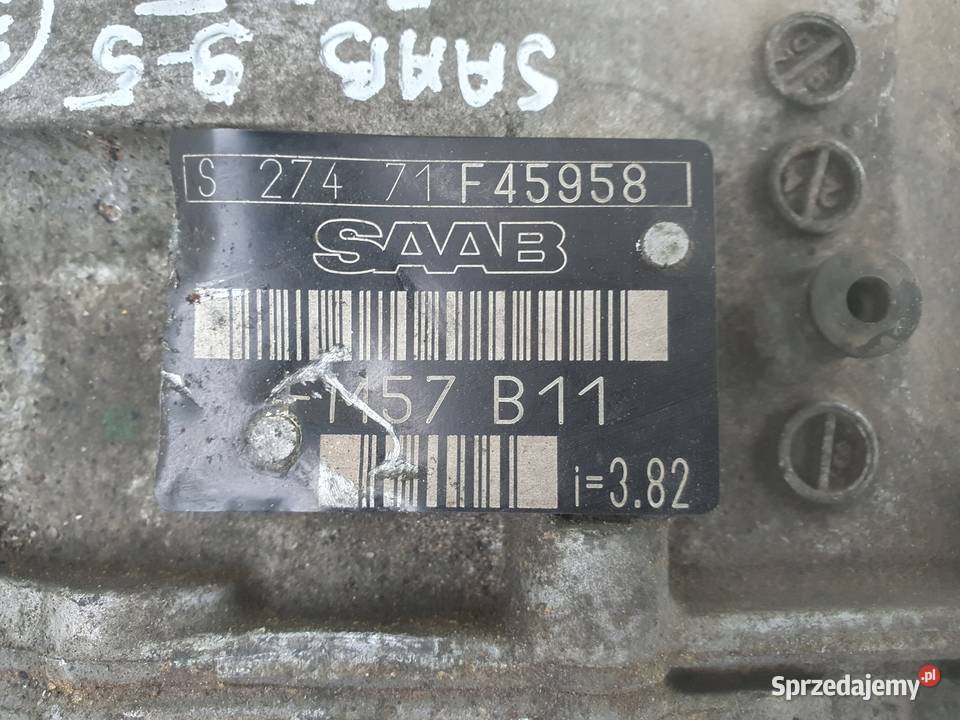 SAAB 9-5
S 274 71 F45958
SAAB
M57 B11
i=3.82
Sprzedajemy.pl